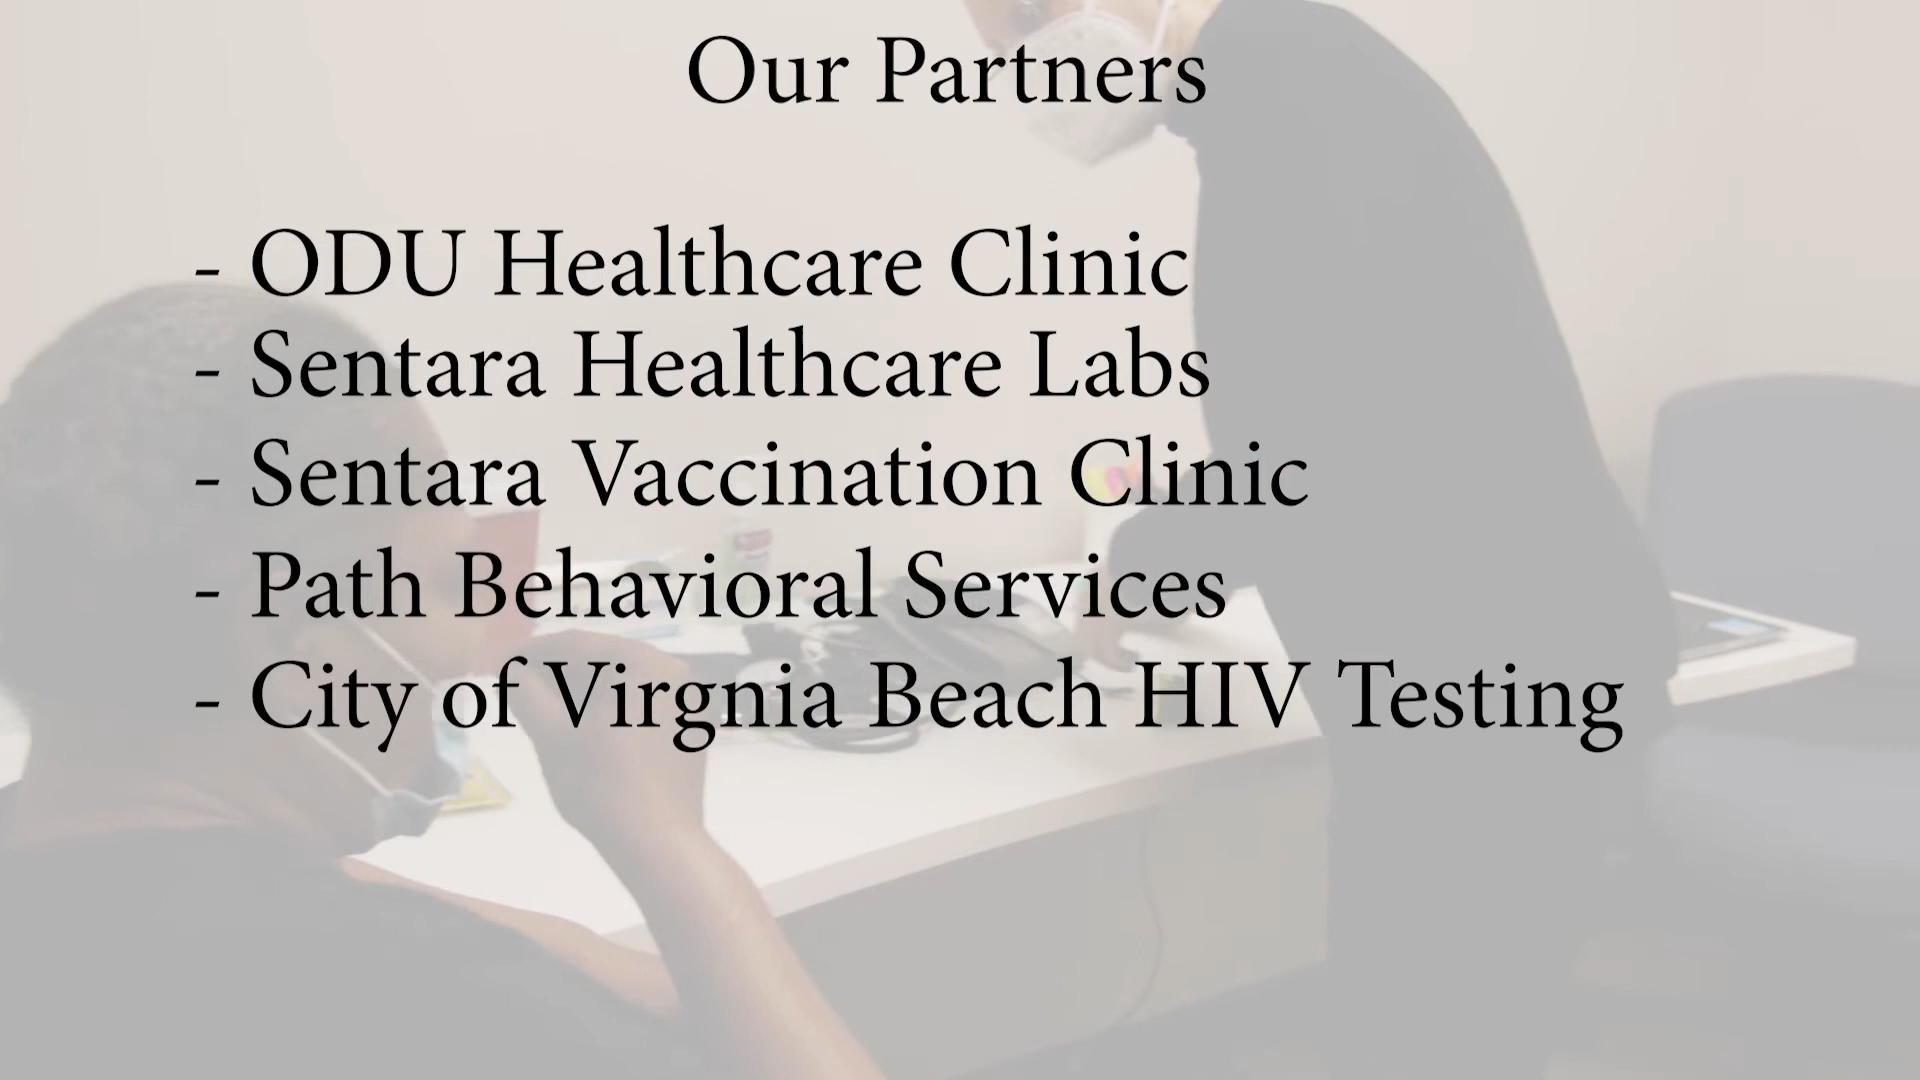 Our Partners
- ODU Healthcare Clinic
- Sentara Healthcare Labs
- Sentara Vaccination Clinic
- Path Behavioral Services
- City of Virgnia Beach HIV Testing